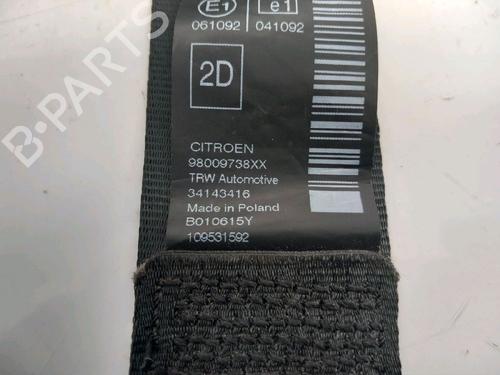 E1 e1
061092 041092
2D
CITROEN
98009738XX
TRW Automotive
34143416
Made in Poland
B010615Y
109531592
B-PARTS